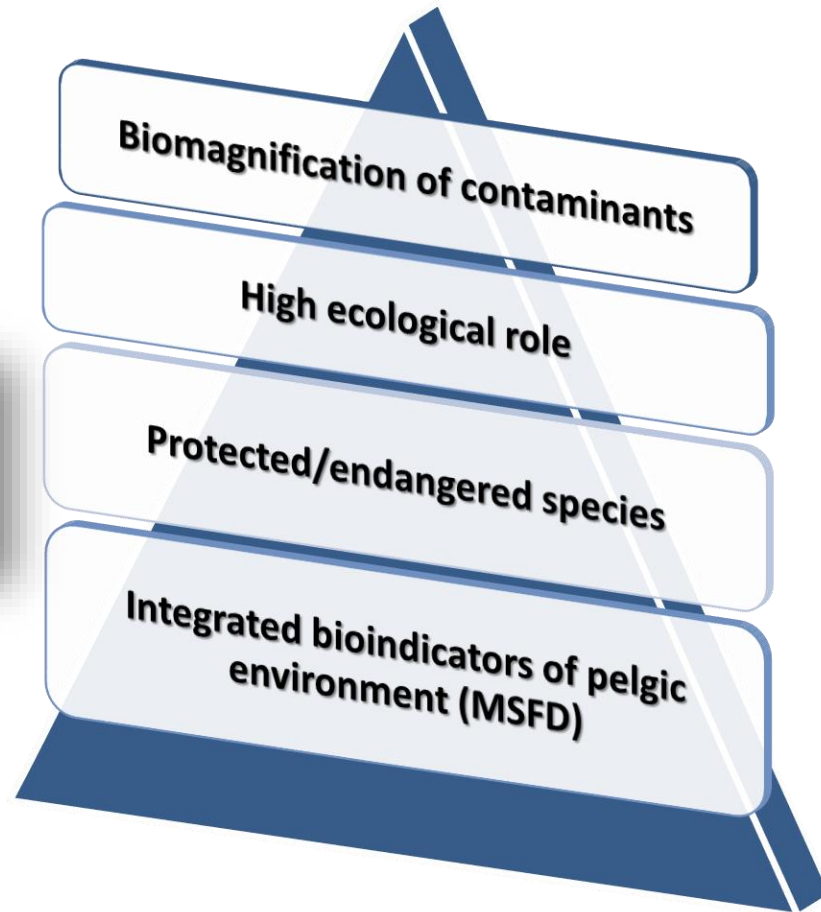 Biomagnification of contaminants
High ecological role
Protected/endangered species
Integrated bioindicators of pelgic
environment (MSFD)